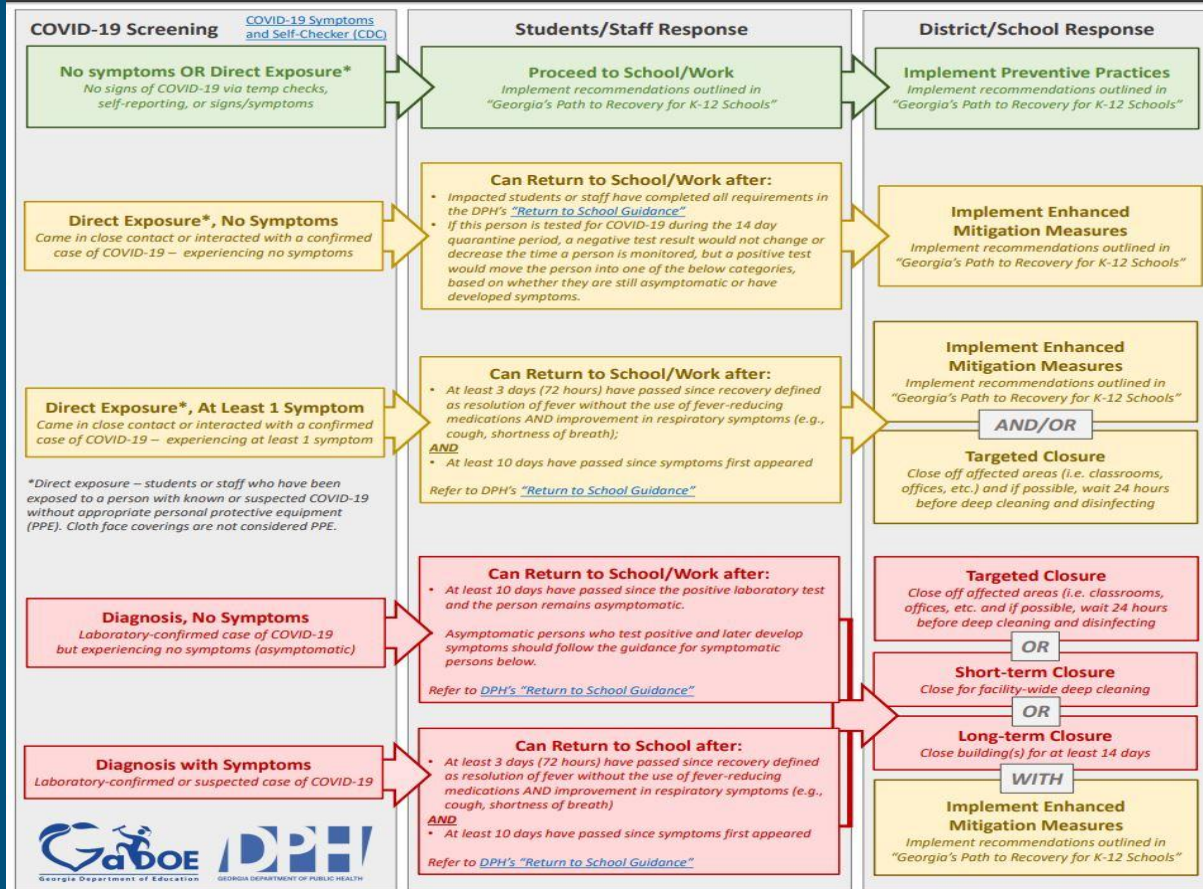 COVID-19 Screening
COVID-19 Symptoms
and Self-Checker (CDC)
Students/Staff Response
District/School Response
No symptoms OR Direct Exposure*
No signs of COVID-19 via temp checks,
self-reporting, or signs/symptoms
Proceed to School/Work
Implement recommendations outlined in
"Georgia's Path to Recovery for K-12 Schools"
Implement Preventive Practices
Implement recommendations outlined in
"Georgia's Path to Recovery for K-12 Schools"
Direct Exposure*, No Symptoms
Came in close contact or interacted with a confirmed
case of COVID-19 – experiencing no symptoms
Can Return to School/Work after:
• Impacted students or staff have completed all requirements in
the DPH's "Return to School Guidance"
• If this person is tested for COVID-19 during the 14 day
quarantine period, a negative test result would not change or
decrease the time a person is monitored, but a positive test
would move the person into one of the below categories,
based on whether they are still asymptomatic or have
developed symptoms.
Implement Enhanced
Mitigation Measures
Implement recommendations outlined in
"Georgia's Path to Recovery for K-12 Schools"
Direct Exposure*, At Least 1 Symptom
Came in close contact or interacted with a confirmed
case of COVID-19 – experiencing at least 1 symptom
*Direct exposure – students or staff who have been
exposed to a person with known or suspected COVID-19
without appropriate personal protective equipment
(PPE). Cloth face coverings are not considered PPE.
Can Return to School/Work after:
• At least 3 days (72 hours) have passed since recovery defined
as resolution of fever without the use of fever-reducing
medications AND improvement in respiratory symptoms (e.g.,
cough, shortness of breath);
AND
• At least 10 days have passed since symptoms first appeared
Refer to DPH's "Return to School Guidance"
Implement Enhanced
Mitigation Measures
Implement recommendations outlined in
"Georgia's Path to Recovery for K-12 Schools"
AND/OR
Targeted Closure
Close off affected areas (i.e. classrooms,
offices, etc.) and if possible, wait 24 hours
before deep cleaning and disinfecting
Diagnosis, No Symptoms
Laboratory-confirmed case of COVID-19
but experiencing no symptoms (asymptomatic)
Can Return to School/Work after:
• At least 10 days have passed since the positive laboratory test
and the person remains asymptomatic.
Asymptomatic persons who test positive and later develop
symptoms should follow the guidance for symptomatic
persons below.
Refer to DPH's "Return to School Guidance"
Targeted Closure
Close off affected areas (i.e. classrooms,
offices, etc. and if possible, wait 24 hours
before deep cleaning and disinfecting
OR
Short-term Closure
Close for facility-wide deep cleaning
OR
Long-term Closure
Close building(s) for at least 14 days
WITH
Implement Enhanced
Mitigation Measures
Implement recommendations outlined in
"Georgia's Path to Recovery for K-12 Schools"
Diagnosis with Symptoms
Laboratory-confirmed or suspected case of COVID-19
Can Return to School after:
• At least 3 days (72 hours) have passed since recovery defined
as resolution of fever without the use of fever-reducing
medications AND improvement in respiratory symptoms (e.g.,
cough, shortness of breath)
AND
• At least 10 days have passed since symptoms first appeared
Refer to DPH's "Return to School Guidance"
GaDOE
Georgia Department of Education
DPH
GEORGIA DEPARTMENT OF PUBLIC HEALTH